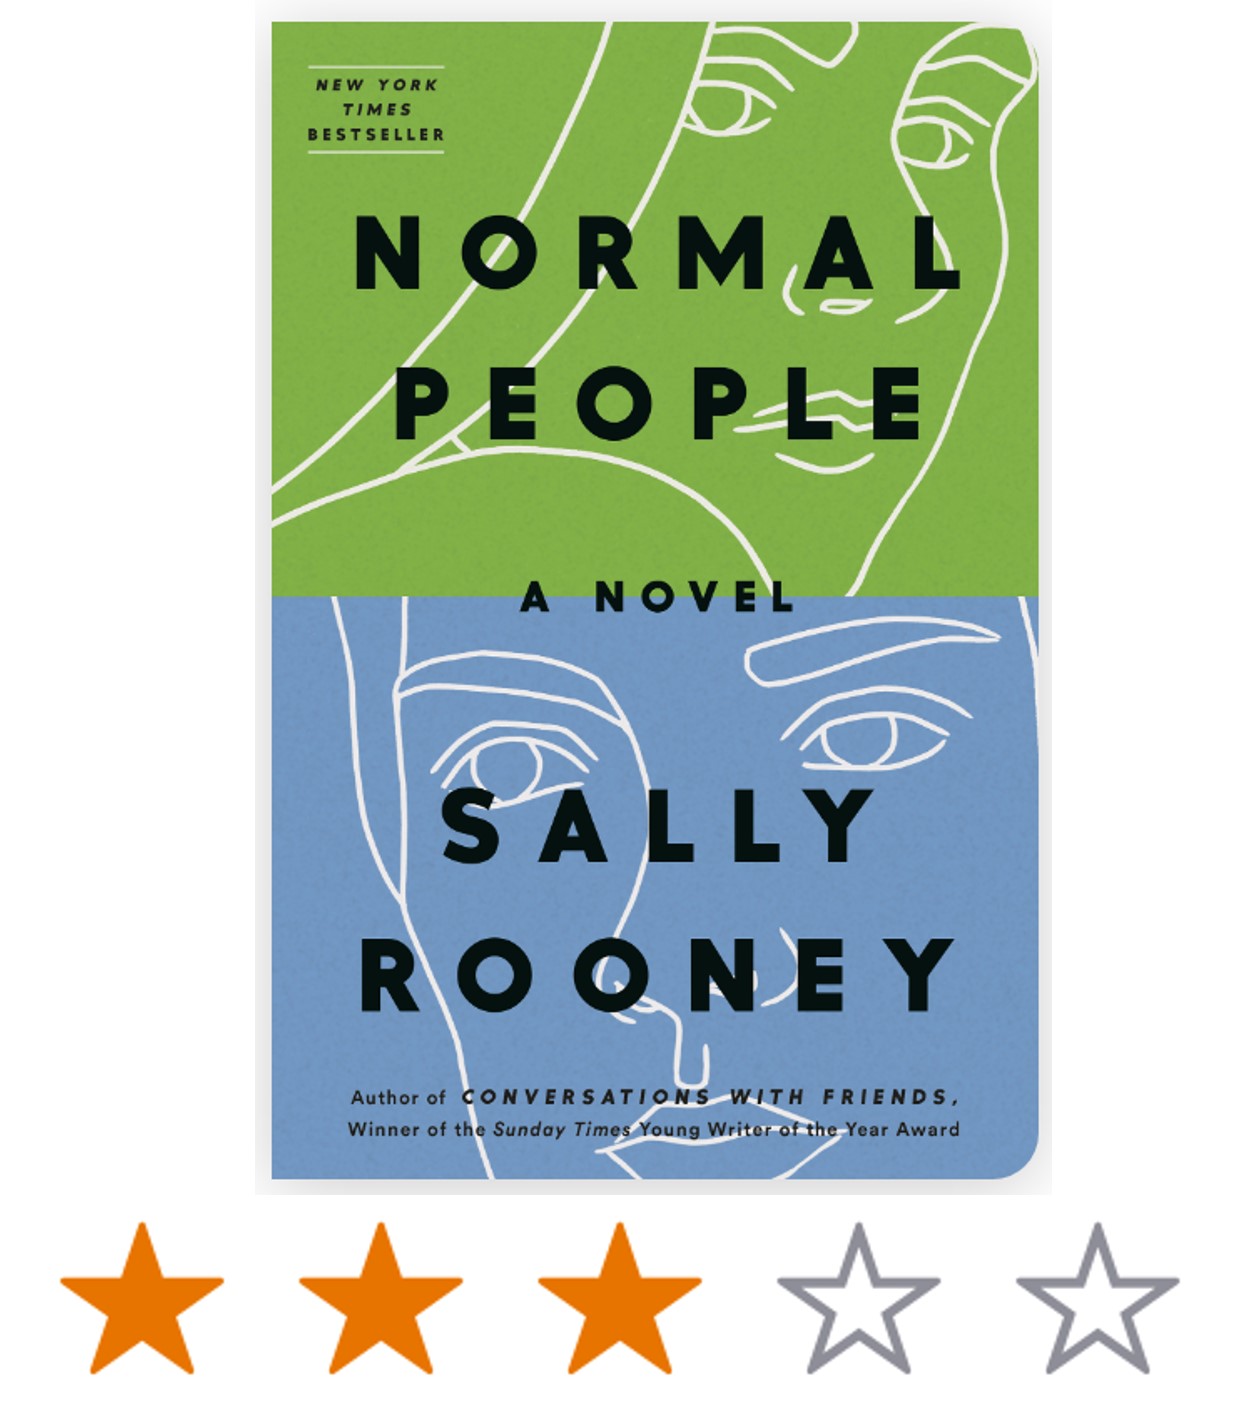 NEW YORK
TIMES
BESTSELLER
NORMAL
PEOPLE
A NOVEL
SALLY
ROONEY
Author of CONVERSATIONS WITH FRIENDS,
Winner of the Sunday Times Young Writer of the Year Award